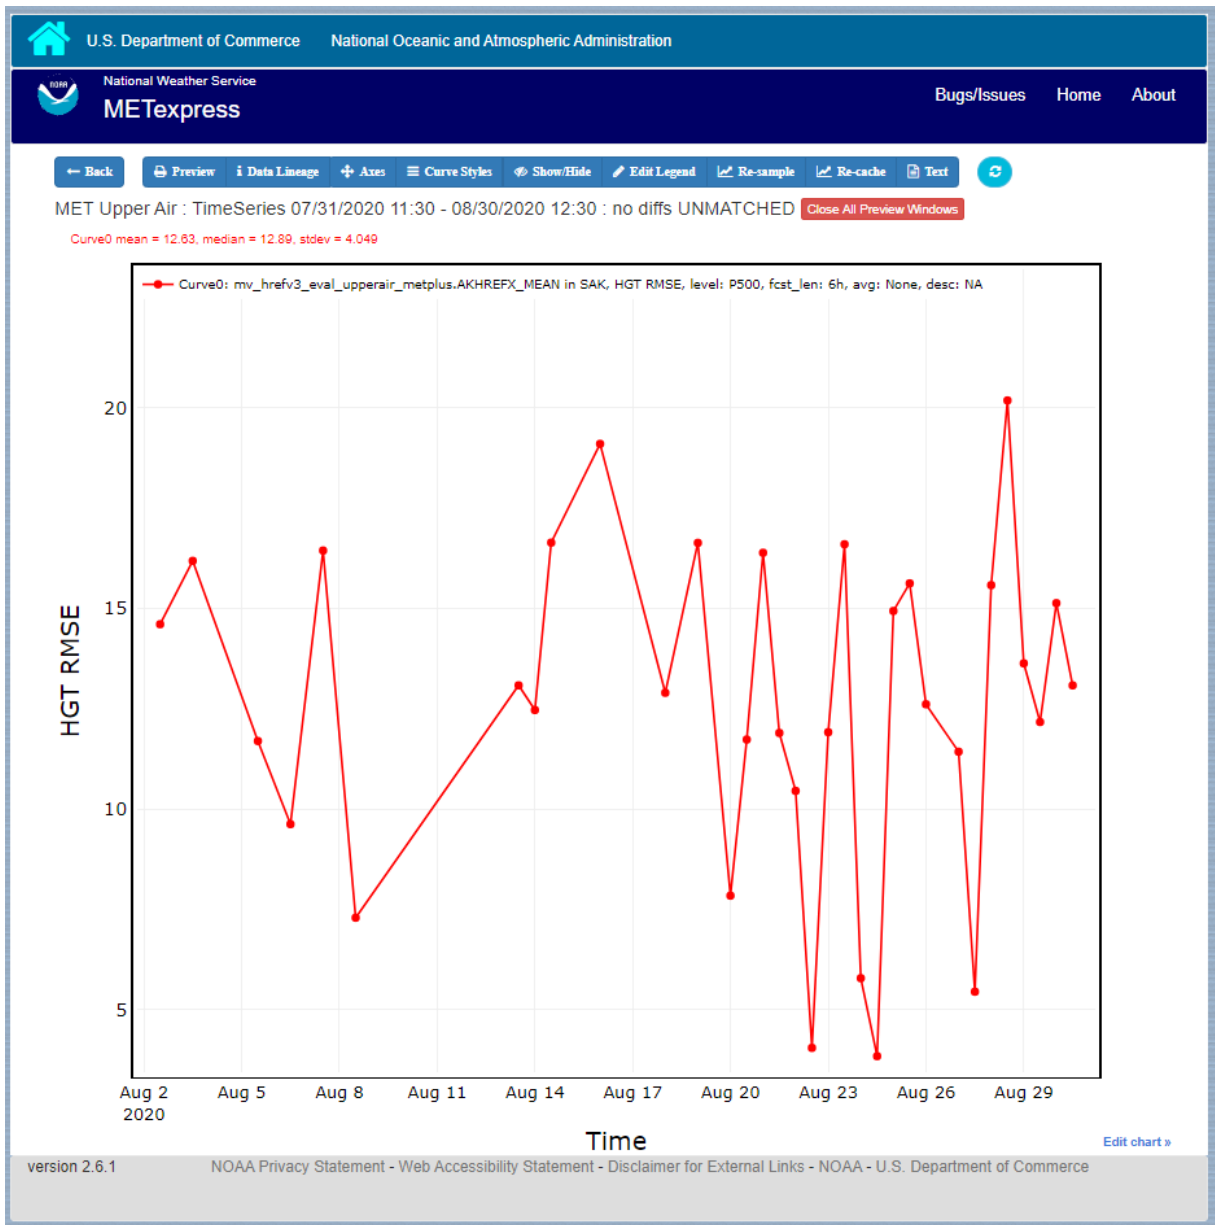 U.S. Department of Commerce National Oceanic and Atmospheric Administration
NOAA
National Weather Service
METexpress
Bugs/Issues Home About
Back Preview Data Lineage Axes Curve Styles Show/Hide Edit Legend Re-sample Re-cache Text
MET Upper Air : TimeSeries 07/31/2020 11:30 - 08/30/2020 12:30 : no diffs UNMATCHED Close All Preview Windows
Curve0 mean = 12.63, median = 12.89, stdev = 4.049
Curve0: mv_hrefv3_eval_upperair_metplus.AKHREFX_MEAN in SAK, HGT RMSE, level: P500, fcst_len: 6h, avg: None, desc: NA
20
15
10
5
HGT RMSE
Aug 2 Aug 5 Aug 8 Aug 11 Aug 14 Aug 17 Aug 20 Aug 23 Aug 26 Aug 29
2020
Time
Edit chart »
version 2.6.1 NOAA Privacy Statement - Web Accessibility Statement - Disclaimer for External Links - NOAA - U.S. Department of Commerce